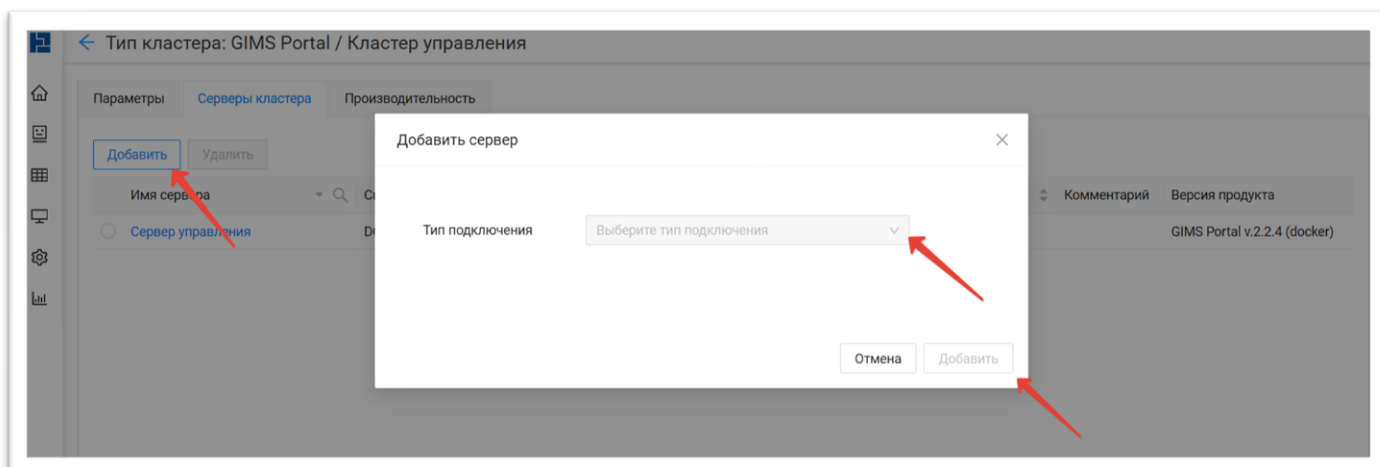 Тип кластера: GIMS Portal / Кластер управления
Параметры Серверы кластера Производительность
Добавить сервер
Добавить Удалить
Имя сервера Комментарий Версия продукта
Тип подключения Выберите тип подключения
Сервер управления GIMS Portal v.2.2.4 (docker)
Отмена Добавить